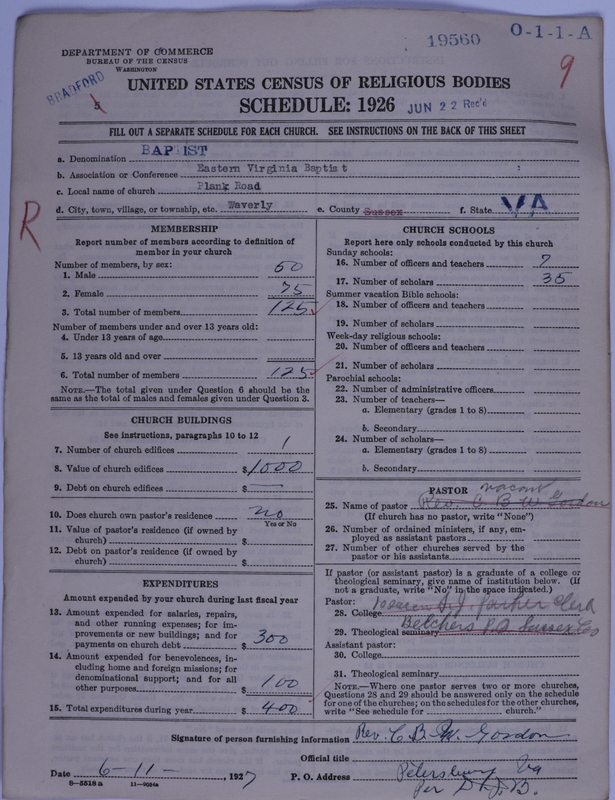 19560 O-1-1-A
DEPARTMENT OF COMMERCE
BUREAU OF THE CENSUS
WASHINGTON
BRADFORD
9
UNITED STATES CENSUS OF RELIGIOUS BODIES
SCHEDULE: 1926 JUN 22 Rec'd
FILL OUT A SEPARATE SCHEDULE FOR EACH CHURCH. SEE INSTRUCTIONS ON THE BACK OF THIS SHEET
a. Denomination BAPTIST
b. Association or Conference Eastern Virginia Baptist
c. Local name of church Plank Road
d. City, town, village, or township, etc. Waverly e. County Sussex f. State VA
R
MEMBERSHIP
Report number of members according to definition of
member in your church
Number of members, by sex:
1. Male 50
2. Female 75
3. Total number of members 125
Number of members under and over 13 years old:
4. Under 13 years of age
5. 13 years old and over
6. Total number of members 125
NOTE.—The total given under Question 6 should be the
same as the total of males and females given under Question 3.
CHURCH BUILDINGS
See instructions, paragraphs 10 to 12
7. Number of church edifices 1
8. Value of church edifices $1000
9. Debt on church edifices $ —
10. Does church own pastor's residence No
Yes or No
11. Value of pastor's residence (if owned by
church) $
12. Debt on pastor's residence (if owned by
church) $
EXPENDITURES
Amount expended by your church during last fiscal year
13. Amount expended for salaries, repairs,
and other running expenses; for im-
provements or new buildings; and for
payments on church debt $ 300
14. Amount expended for benevolences, in-
cluding home and foreign missions; for
denominational support; and for all
other purposes $ 100
15. Total expenditures during year $ 400
CHURCH SCHOOLS
Report here only schools conducted by this church
Sunday schools:
16. Number of officers and teachers 7
17. Number of scholars 35
Summer vacation Bible schools:
18. Number of officers and teachers
19. Number of scholars
Week-day religious schools:
20. Number of officers and teachers
21. Number of scholars
Parochial schools:
22. Number of administrative officers
23. Number of teachers—
a. Elementary (grades 1 to 8)
b. Secondary
24. Number of scholars—
a. Elementary (grades 1 to 8)
b. Secondary
PASTOR vacant
25. Name of pastor Rev. C B W Gordon
(If church has no pastor, write "None")
26. Number of ordained ministers, if any, em-
ployed as assistant pastors
27. Number of other churches served by the
pastor or his assistants
If pastor (or assistant pastor) is a graduate of a college or
theological seminary, give name of institution below. (If
not a graduate, write "No" in the space indicated.)
Pastor:
28. College Parker Clerk
29. Theological seminary Belchers P.O. Sussex Co
Assistant pastor:
30. College
31. Theological seminary
NOTE.—Where one pastor serves two or more churches,
Questions 28 and 29 should be answered only on the schedule
for one of the churches; on the schedules for the other churches,
write "See schedule for church."
Signature of person furnishing information Rev. C. B. W. Gordon
Official title
Date 6-11-, 1927 P. O. Address Petersburg Va
8—5518a 11—9034a per D.J.B.